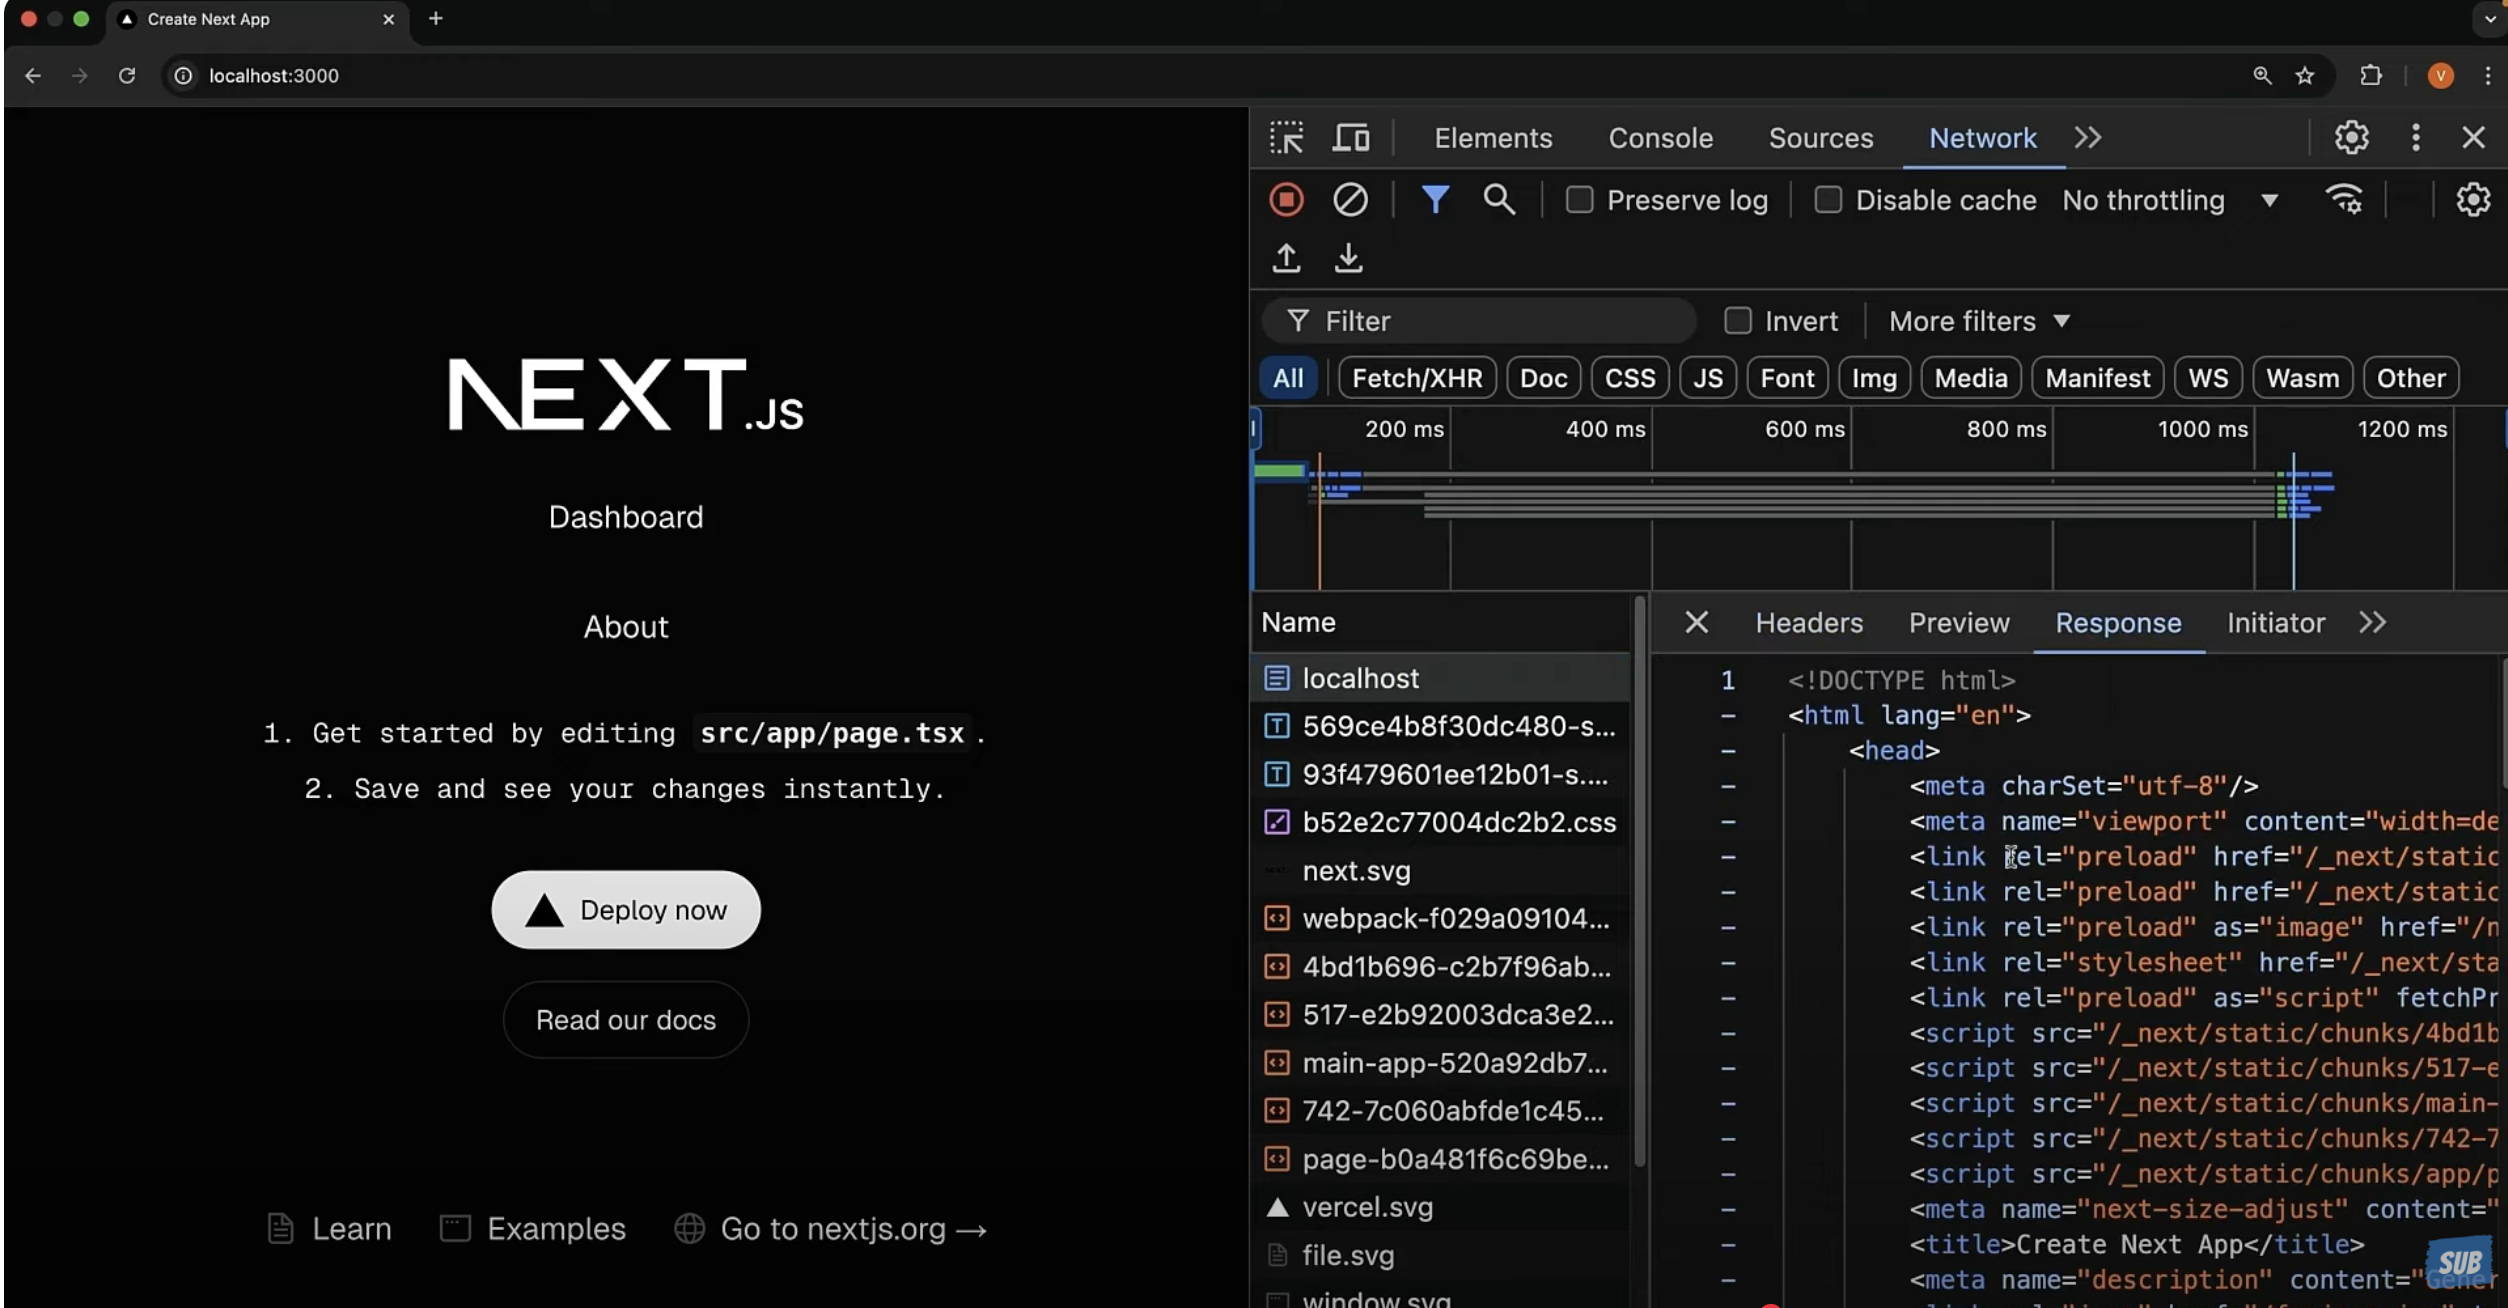 Create Next App
localhost:3000
V
NEXT.JS
Dashboard
About
1. Get started by editing src/app/page.tsx.
2. Save and see your changes instantly.
Deploy now
Read our docs
Learn
Examples
Go to nextjs.org →
Elements Console Sources Network
Preserve log Disable cache No throttling
Filter Invert More filters
All Fetch/XHR Doc CSS JS Font Img Media Manifest WS Wasm Other
200 ms 400 ms 600 ms 800 ms 1000 ms 1200 ms
Name
localhost
569ce4b8f30dc480-s...
93f479601ee12b01-s....
b52e2c77004dc2b2.css
next.svg
webpack-f029a09104...
4bd1b696-c2b7f96ab...
517-e2b92003dca3e2...
main-app-520a92db7...
742-7c060abfde1c45...
page-b0a481f6c69be...
vercel.svg
file.svg
window.svg
Headers Preview Response Initiator
1 <!DOCTYPE html>
<html lang="en">
<head>
<meta charSet="utf-8"/>
<meta name="viewport" content="width=de
<link rel="preload" href="/_next/static
<link rel="preload" href="/_next/static
<link rel="preload" as="image" href="/n
<link rel="stylesheet" href="/_next/sta
<link rel="preload" as="script" fetchPr
<script src="/_next/static/chunks/4bd1b
<script src="/_next/static/chunks/517-e
<script src="/_next/static/chunks/main-
<script src="/_next/static/chunks/742-7
<script src="/_next/static/chunks/app/p
<meta name="next-size-adjust" content="
<title>Create Next App</title>
<meta name="description" content="Gener
SUB